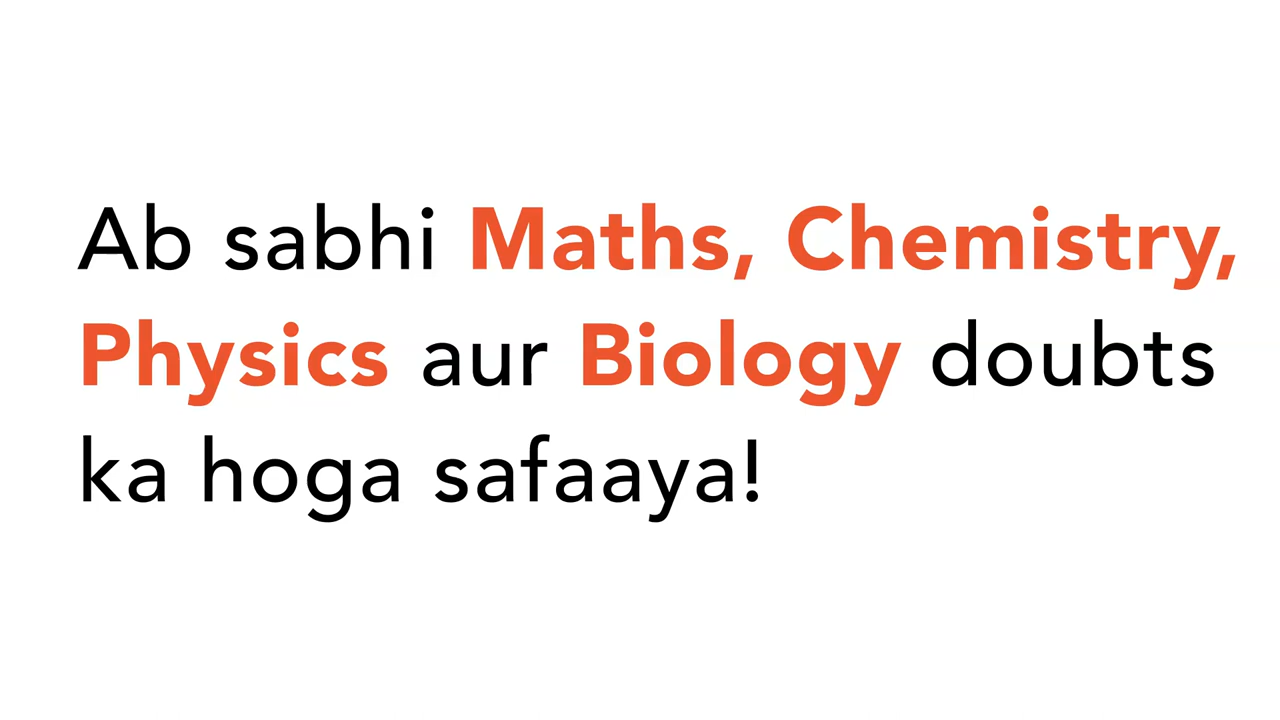 Ab sabhi Maths, Chemistry,
Physics aur Biology doubts
ka hoga safaaya!